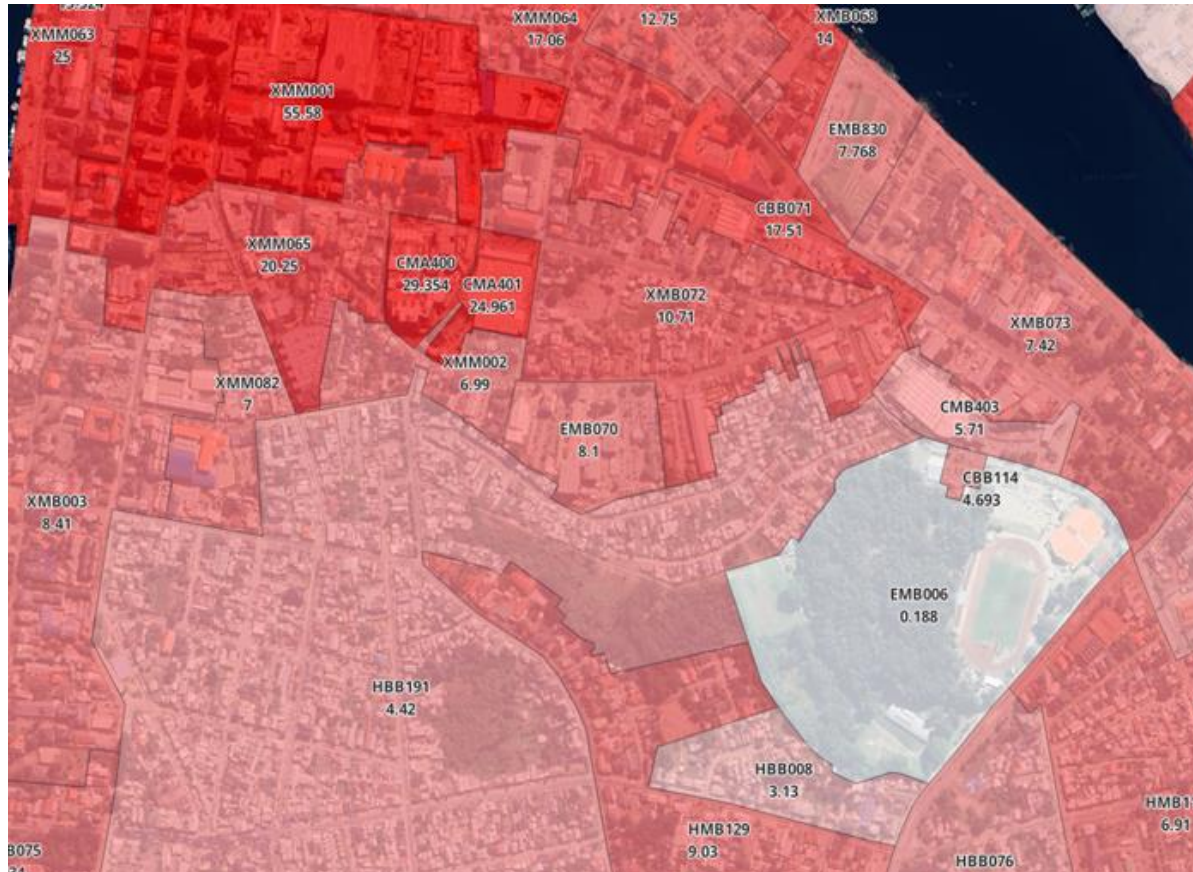 XMM063
25
XMM064
17.06
12.75
XMB068
14
XMM001
55.58
EMB830
7.768
CBB071
17.51
XMM065
20.25
CMA400
29.354
CMA401
24.961
XMB072
10.71
XMB073
7.42
XMM002
6.99
XMM082
7
CMB403
5.71
EMB070
8.1
CBB114
4.693
XMB003
8.41
EMB006
0.188
HBB191
4.42
HBB008
3.13
HMB129
9.03
HMB1
6.91
B075
HBB076